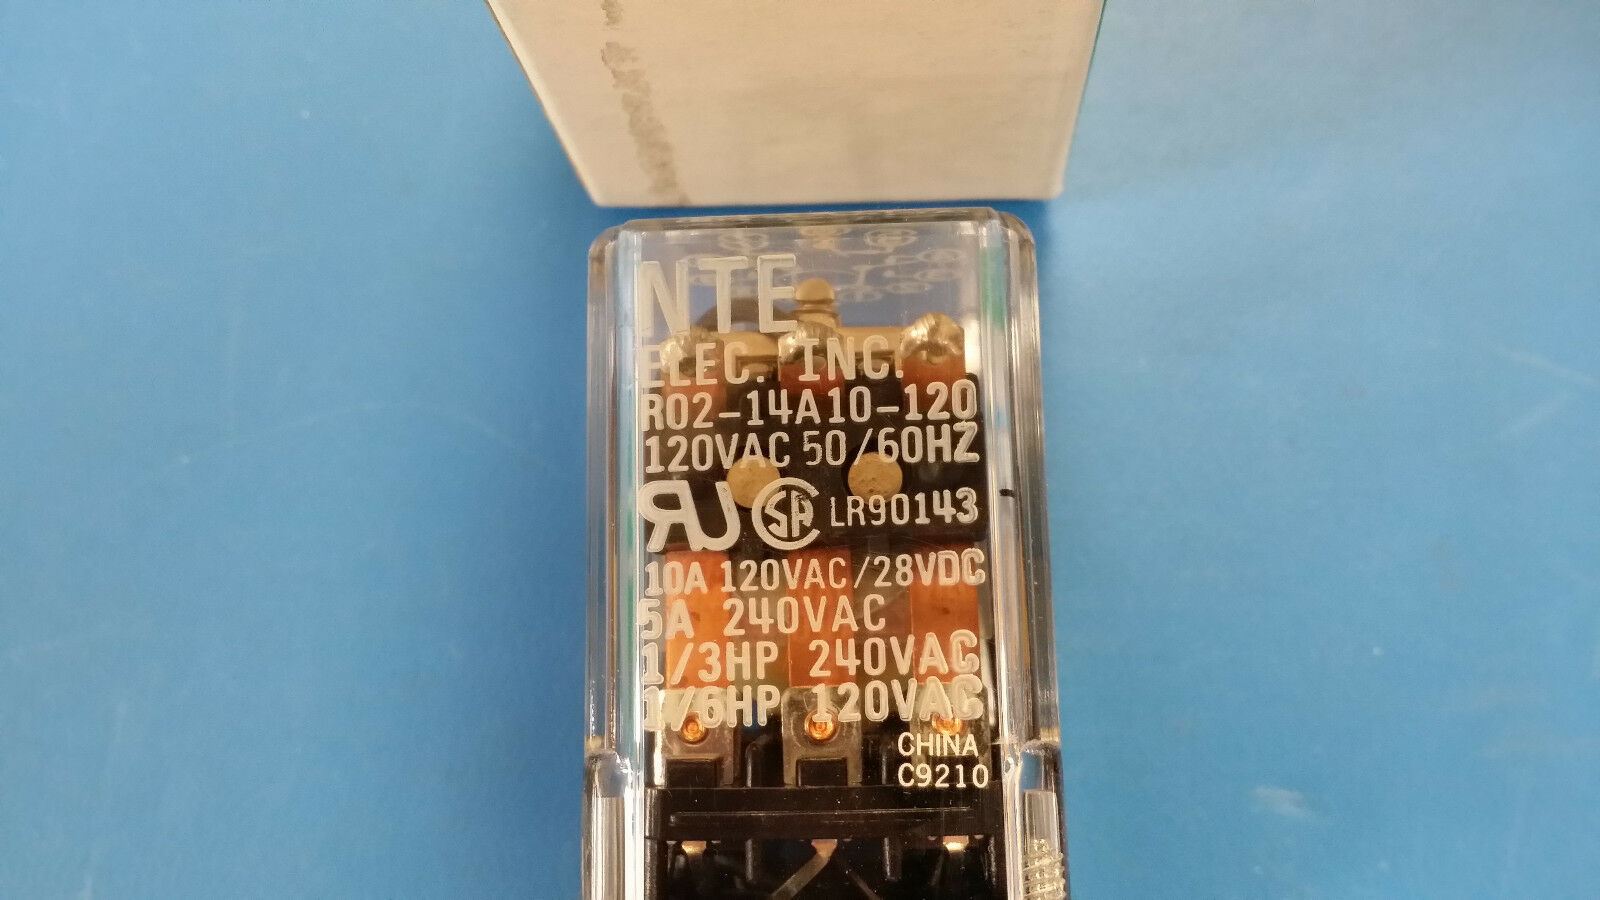 NTE
ELEC. INC.
R02-14A10-120
120VAC 50/60HZ
LR90143
10A 120VAC/28VDC
5A 240VAC
1/3HP 240VAC
1/6HP 120VAC
CHINA
C9210